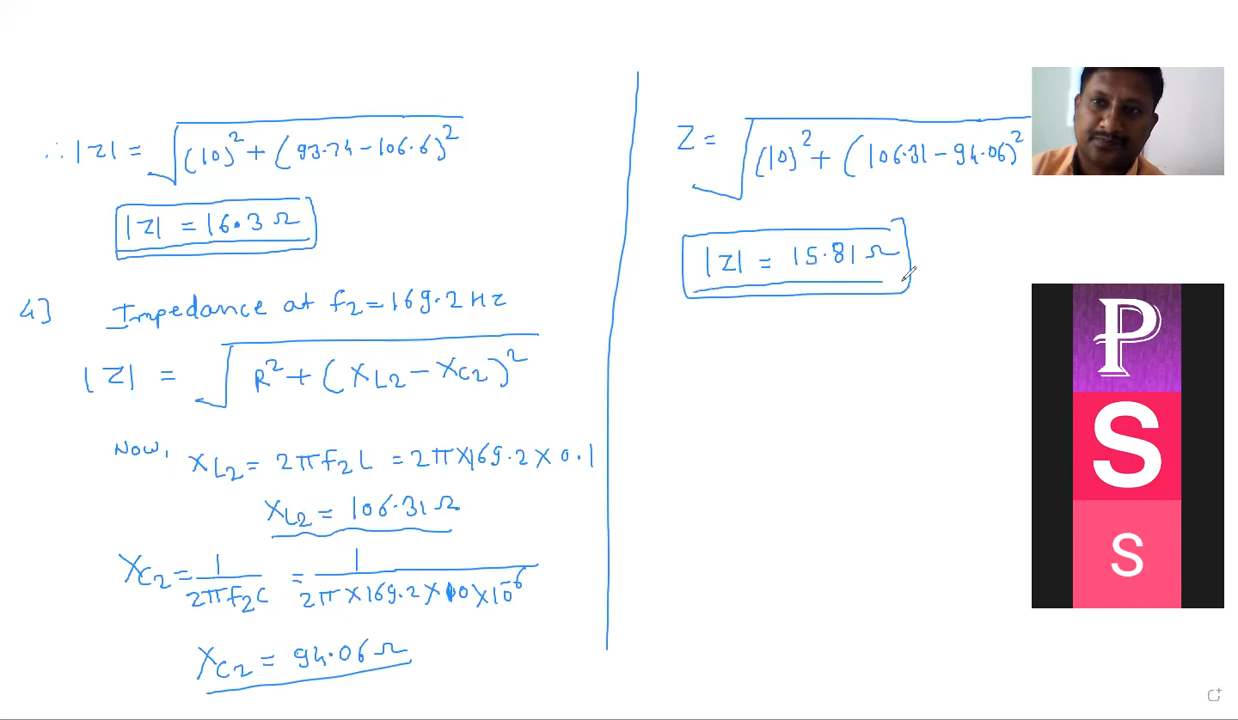 ∴ |Z| = √(10)² + (93.74 - 106.6)²
|Z| = 16.3 Ω
4] Impedance at f₂ = 169.2 Hz
|Z| = √R² + (XL2 - XC2)²
Now, XL2 = 2πf₂L = 2π×169.2×0.1
XL2 = 106.31 Ω
XC2 = 1/2πf₂C = 1/2π×169.2×10×10⁻⁶
XC2 = 94.06 Ω
Z = √(10)² + (106.31 - 94.06)²
|Z| = 15.81 Ω
P
S
S